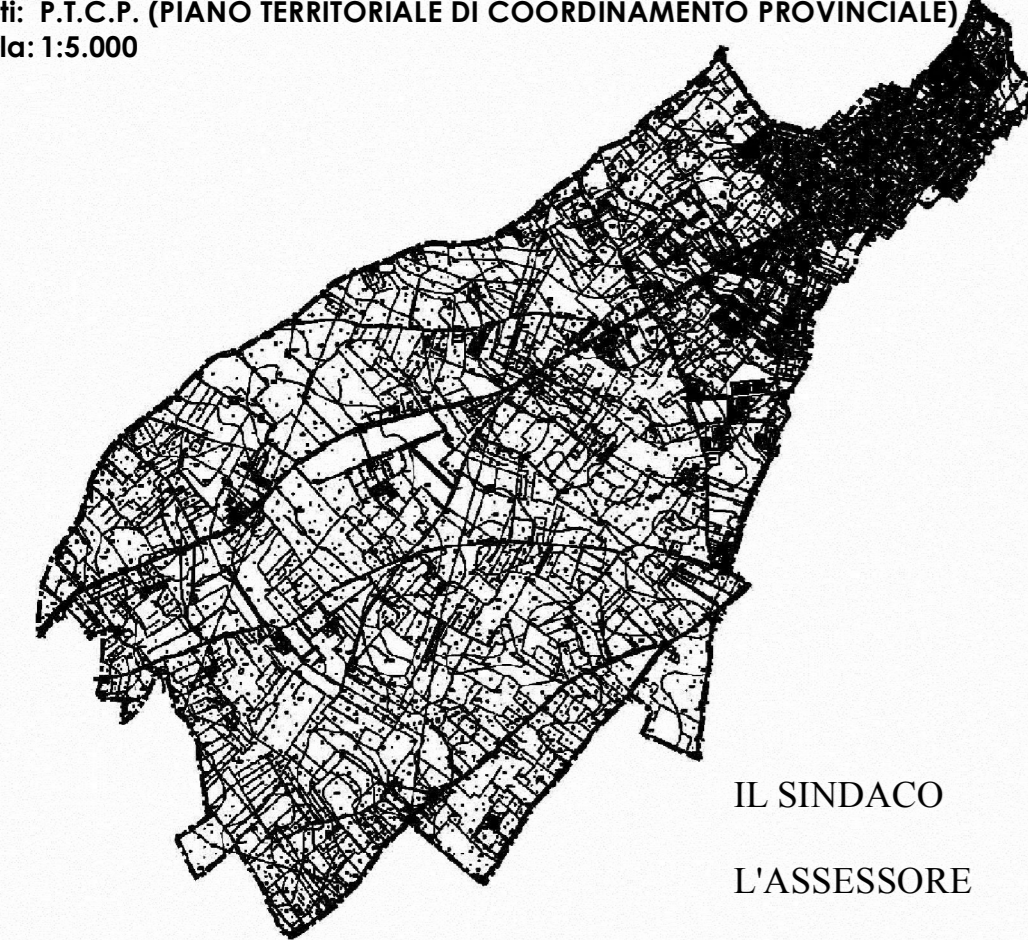 ti: P.T.C.P. (PIANO TERRITORIALE DI COORDINAMENTO PROVINCIALE)
la: 1:5.000
IL SINDACO
L'ASSESSORE